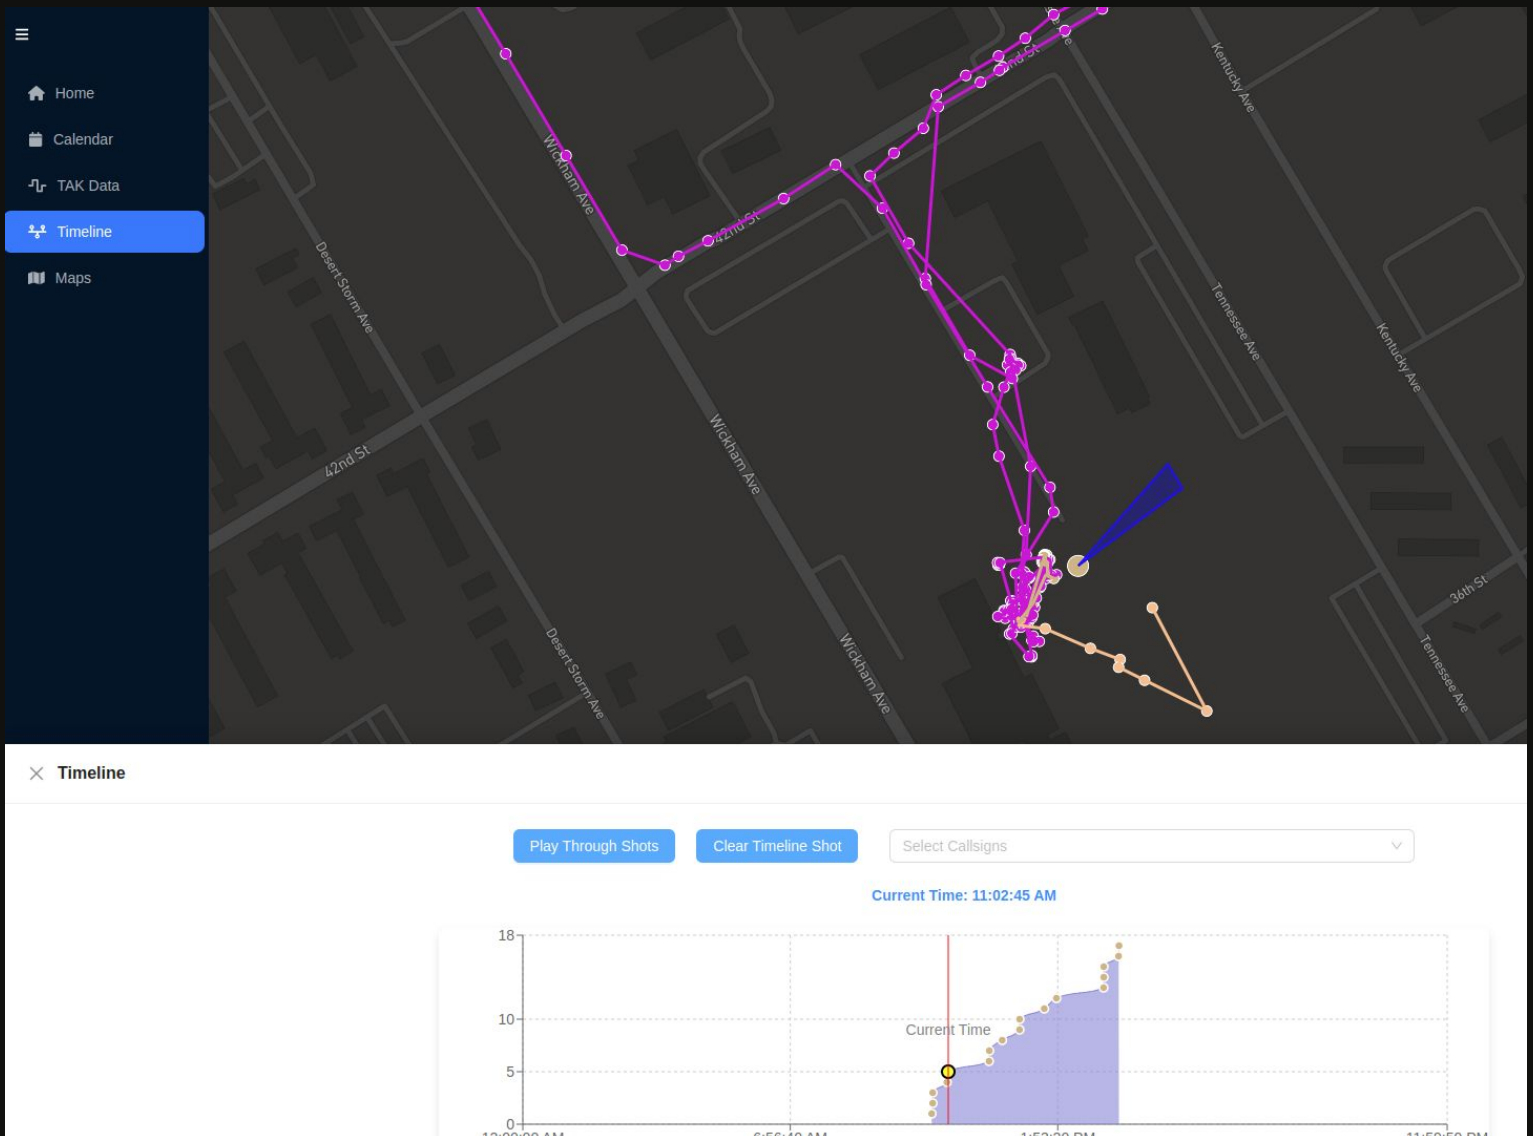 Home
Calendar
TAK Data
Timeline
Maps
Wickham Ave
42nd St
Desert Storm Ave
42nd St
Wickham Ave
Desert Storm Ave
Wickham Ave
Kentucky Ave
Tennessee Ave
Kentucky Ave
36th St
Tennessee Ave
Timeline
Play Through Shots
Clear Timeline Shot
Select Callsigns
Current Time: 11:02:45 AM
18
10
Current Time
5
0